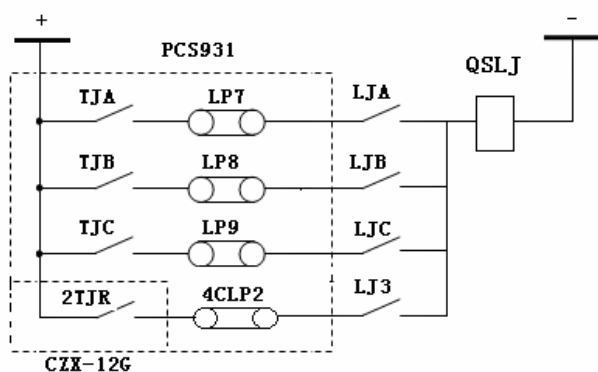 + -
PCS931 QSLJ
TJA LP7 LJA
TJB LP8 LJB
TJC LP9 LJC
2TJR 4CLP2 LJ3
CZX-12G